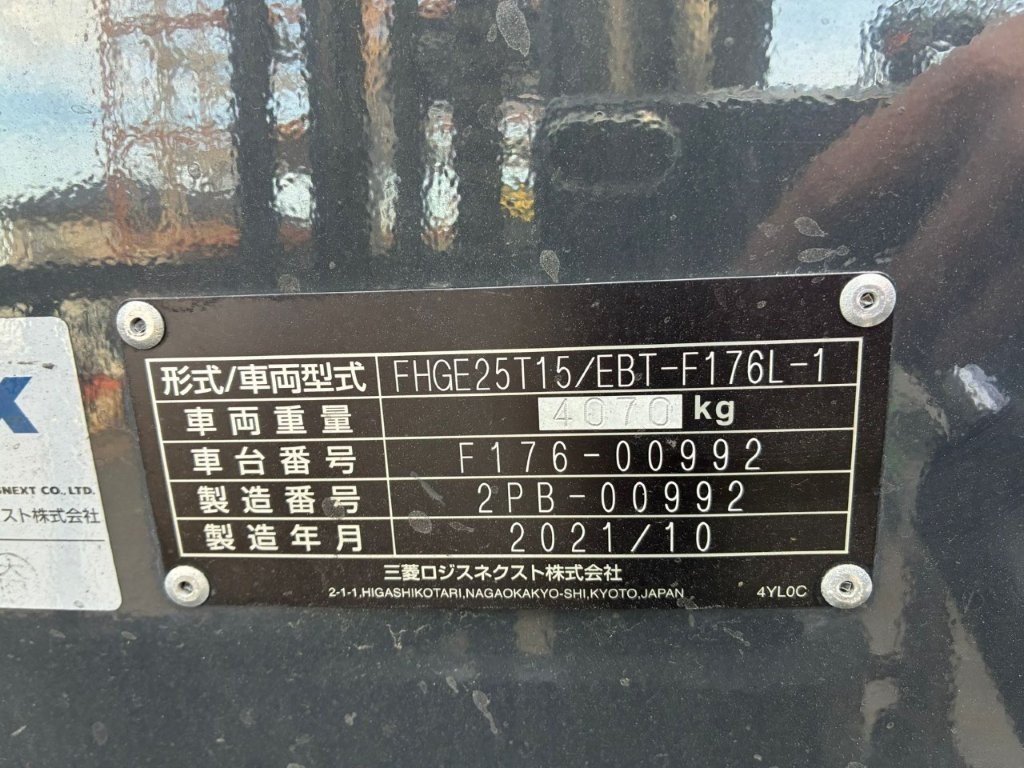 形式/車両型式 FHGE25T15/EBT-F176L-1
車両重量 4070 kg
車台番号 F176-00992
製造番号 2PB-00992
製造年月 2021/10
三菱ロジスネクスト株式会社
2-1-1,HIGASHIKOTARI,NAGAOKAKYO-SHI,KYOTO,JAPAN 4YL0C
X
SNEXT CO., LTD.
スト株式会社